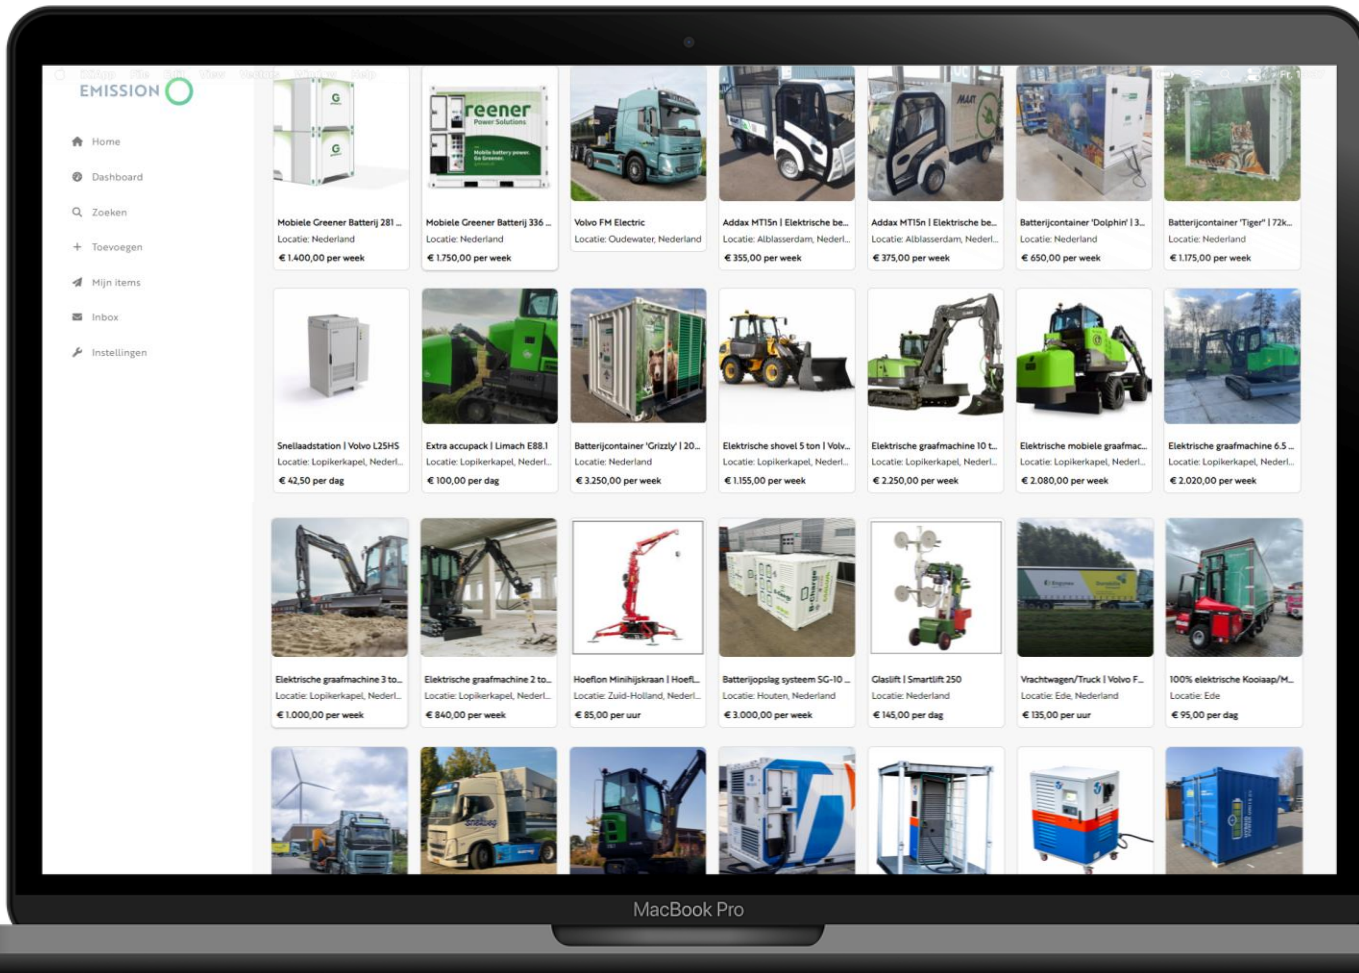 EMISSION
Home
Dashboard
Zoeken
Toevoegen
Mijn items
Inbox
Instellingen
G
G
reener
Power Solutions
Mobile battery power.
Go Greener.
MAAT
MAAT
Mobiele Greener Batterij 281 ...
Locatie: Nederland
€ 1.400,00 per week
Mobiele Greener Batterij 336 ...
Locatie: Nederland
€ 1.750,00 per week
Volvo FM Electric
Locatie: Oudewater, Nederland
Addax MT15n | Elektrische be...
Locatie: Alblasserdam, Nederl...
€ 355,00 per week
Addax MT15n | Elektrische be...
Locatie: Alblasserdam, Nederl...
€ 375,00 per week
Batterijcontainer 'Dolphin' | 3...
Locatie: Nederland
€ 650,00 per week
Batterijcontainer 'Tiger" | 72k...
Locatie: Nederland
€ 1.175,00 per week
Snellaadstation | Volvo L25HS
Locatie: Lopikerkapel, Nederl...
€ 42,50 per dag
Extra accupack | Limach E88.1
Locatie: Lopikerkapel, Nederl...
€ 100,00 per dag
Batterijcontainer 'Grizzly' | 20...
Locatie: Nederland
€ 3.250,00 per week
Elektrische shovel 5 ton | Volv...
Locatie: Lopikerkapel, Nederl...
€ 1.155,00 per week
Elektrische graafmachine 10 t...
Locatie: Lopikerkapel, Nederl...
€ 2.250,00 per week
Elektrische mobiele graafmac...
Locatie: Lopikerkapel, Nederl...
€ 2.080,00 per week
Elektrische graafmachine 6.5 ...
Locatie: Lopikerkapel, Nederl...
€ 2.020,00 per week
B-Charge
Elektrische graafmachine 3 to...
Locatie: Lopikerkapel, Nederl...
€ 1.000,00 per week
Elektrische graafmachine 2 to...
Locatie: Lopikerkapel, Nederl...
€ 840,00 per week
Hoeflon Minihijskraan | Hoefl...
Locatie: Zuid-Holland, Nederl...
€ 85,00 per uur
Batterijopslag systeem SG-10 ...
Locatie: Houten, Nederland
€ 3.000,00 per week
Glaslift | Smartlift 250
Locatie: Nederland
€ 145,00 per dag
Vrachtwagen/Truck | Volvo F...
Locatie: Ede, Nederland
€ 135,00 per uur
100% elektrische Kooiaap/M...
Locatie: Ede
€ 95,00 per dag
MacBook Pro